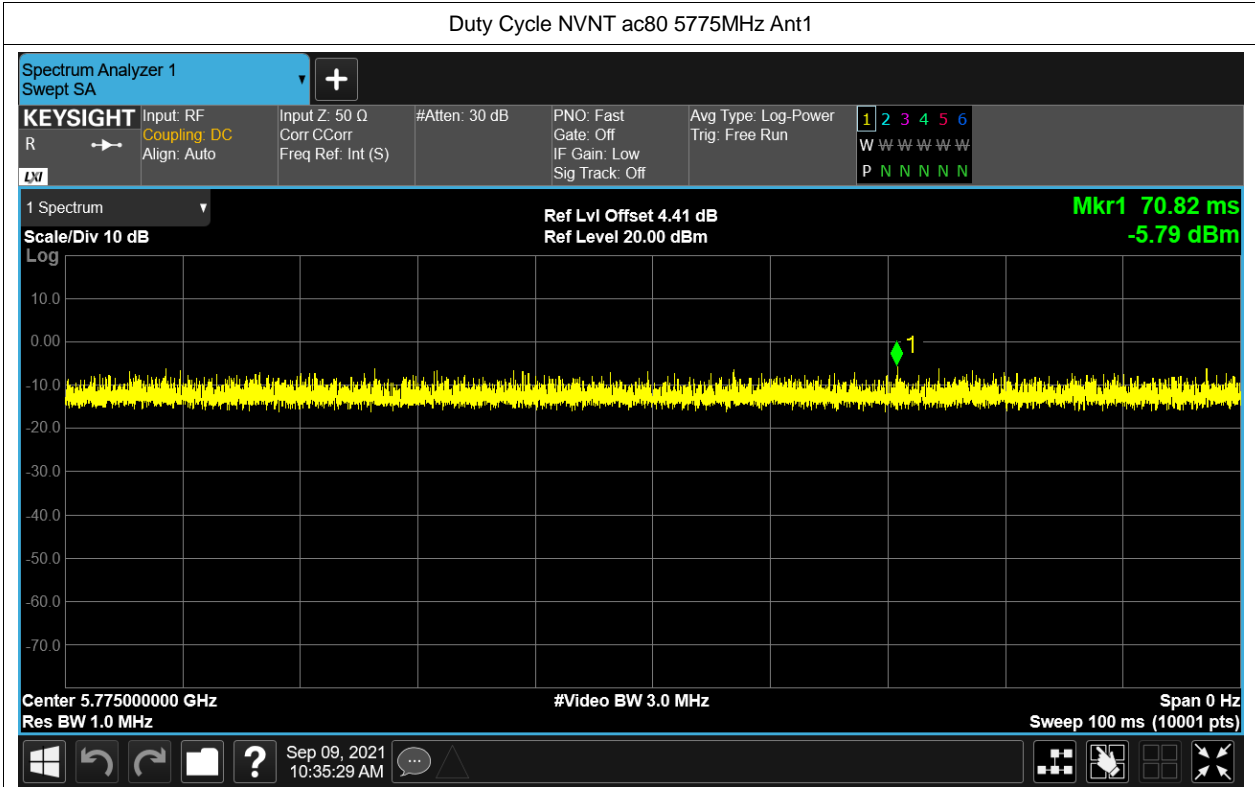 Duty Cycle NVNT ac80 5775MHz Ant1
Spectrum Analyzer 1
Swept SA
KEYSIGHT
R
LXI
Input: RF
Coupling: DC
Align: Auto
Input Z: 50 Ω
Corr CCorr
Freq Ref: Int (S)
#Atten: 30 dB
PNO: Fast
Gate: Off
IF Gain: Low
Sig Track: Off
Avg Type: Log-Power
Trig: Free Run
1 2 3 4 5 6
W W W W W W
P N N N N N
1 Spectrum
Scale/Div 10 dB
Log
Ref Lvl Offset 4.41 dB
Ref Level 20.00 dBm
Mkr1 70.82 ms
-5.79 dBm
10.0
0.00
-10.0
-20.0
-30.0
-40.0
-50.0
-60.0
-70.0
1
Center 5.775000000 GHz
Res BW 1.0 MHz
#Video BW 3.0 MHz
Span 0 Hz
Sweep 100 ms (10001 pts)
?
Sep 09, 2021
10:35:29 AM